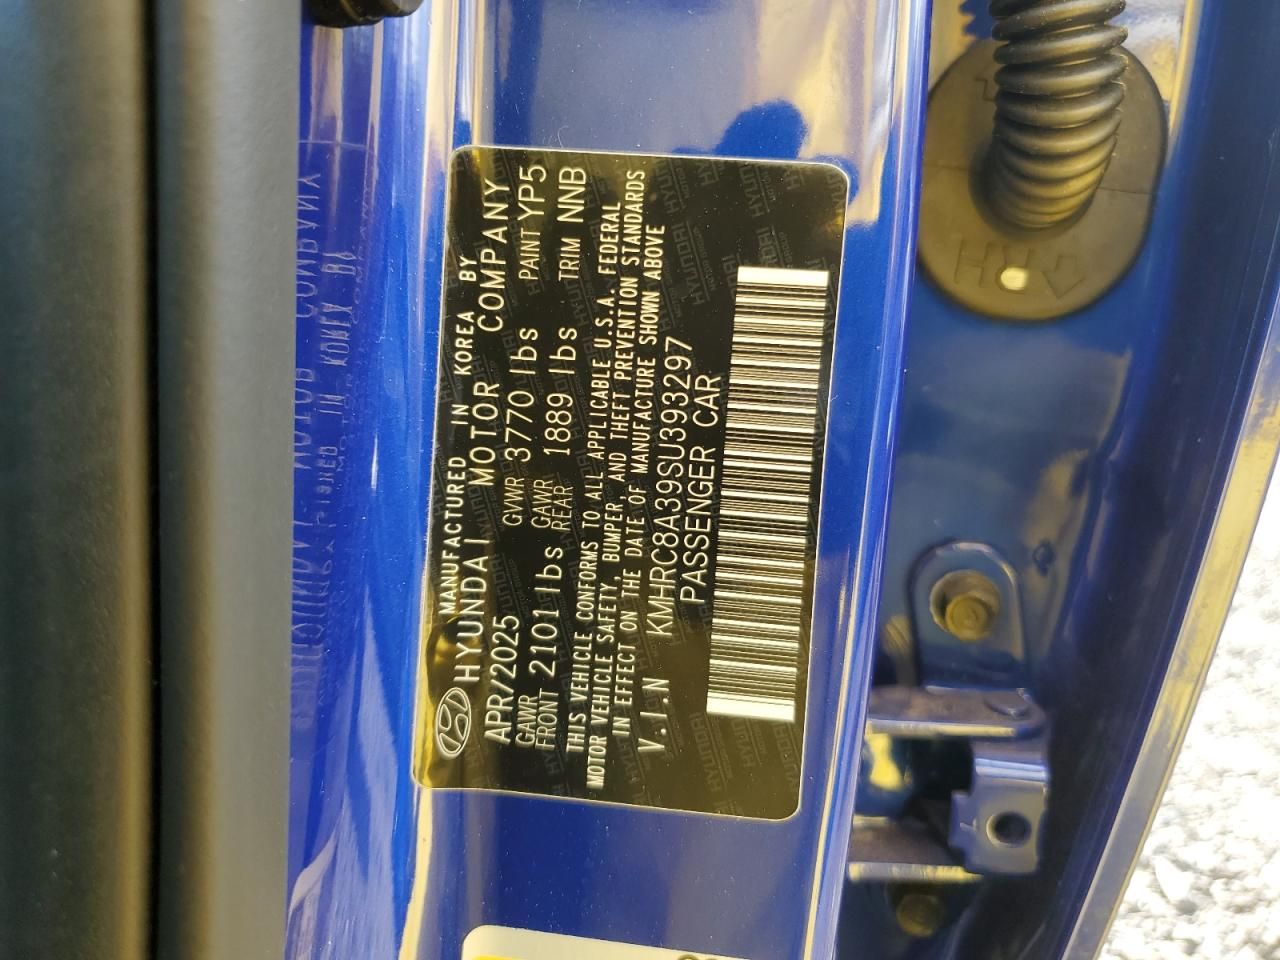 MANUFACTURED IN KOREA BY
HYUNDAI MOTOR COMPANY
APR/2025 GVWR 3770 lbs PAINT YP5
GAWR FRONT 2101 lbs GAWR REAR 1889 lbs TRIM NNB
THIS VEHICLE CONFORMS TO ALL APPLICABLE U.S.A. FEDERAL
MOTOR VEHICLE SAFETY, BUMPER, AND THEFT PREVENTION STANDARDS
IN EFFECT ON THE DATE OF MANUFACTURE SHOWN ABOVE
V.I.N KMHRC8A39SU393297
PASSENGER CAR
RH